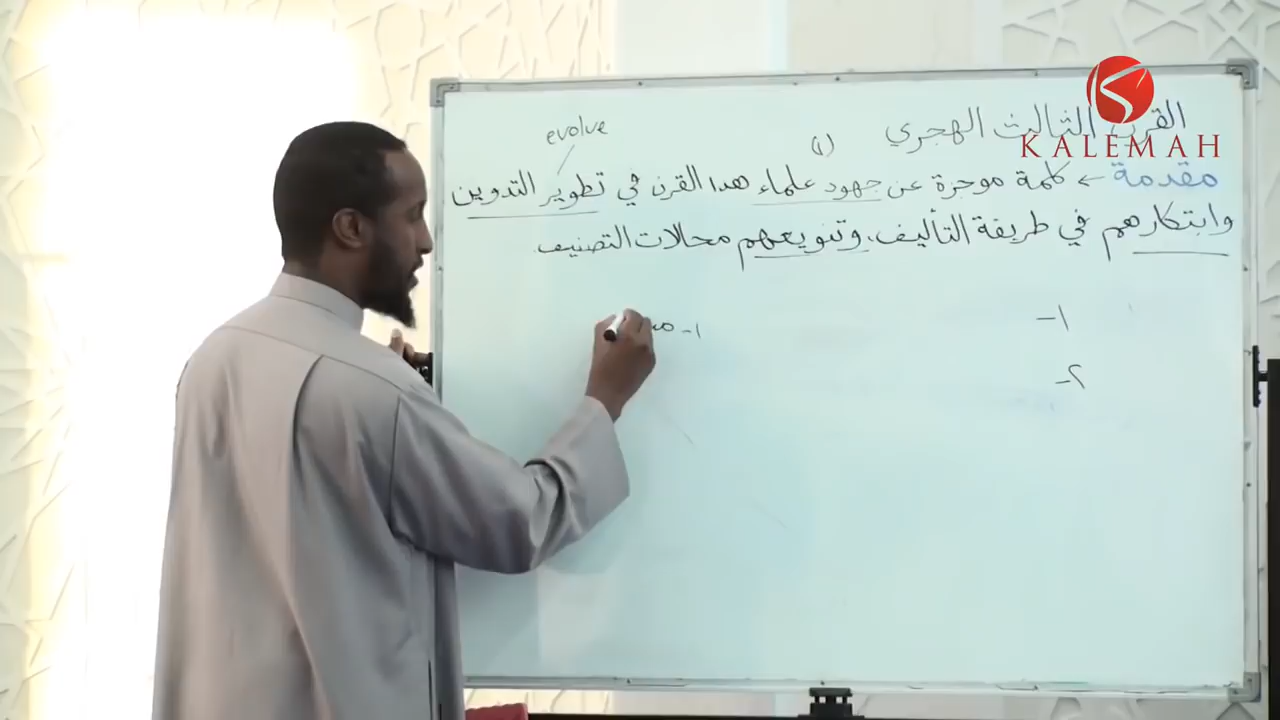 القرن الثالث الهجري
(١)
evolve
مقدمة ← كلمة موجزة عن جهود علماء هذا القرن في تطوير التدوين
وابتكارهم في طريقة التأليف، وتنويعهم مجالات التصنيف
١-
٢-
١-
KALEMAH